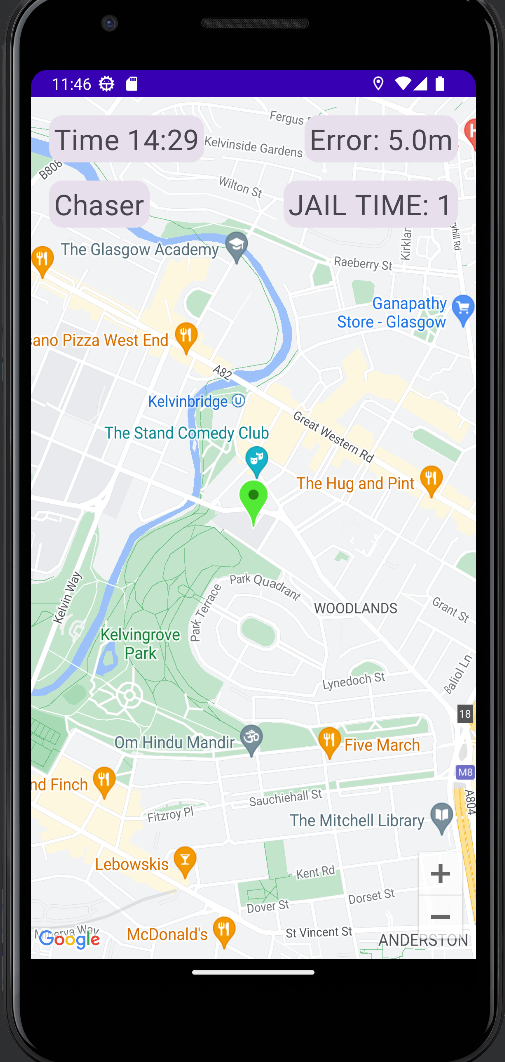 11:46
Fergus
Time 14:29
Error: 5.0m
Kelvinside Gardens
B808
Wilton St
Chaser
JAIL TIME: 1
The Glasgow Academy
Raeberry St
Ganapathy
Store - Glasgow
ano Pizza West End
A82
Kelvinbridge U
Great Western Rd
The Stand Comedy Club
The Hug and Pint
Kelvin Way
Park Quadrant
Park Terrace
WOODLANDS
Grant St
Kelvingrove
Park
Lynedoch St
Baliol Ln
18
Om Hindu Mandir
Five March
M8
nd Finch
Sauchiehall St
A804
Fitzroy Pl
The Mitchell Library
Lebowskis
Kent Rd
+
Dover St
Dorset St
−
Minerva Way
Google
McDonald's
St Vincent St
ANDERSTON